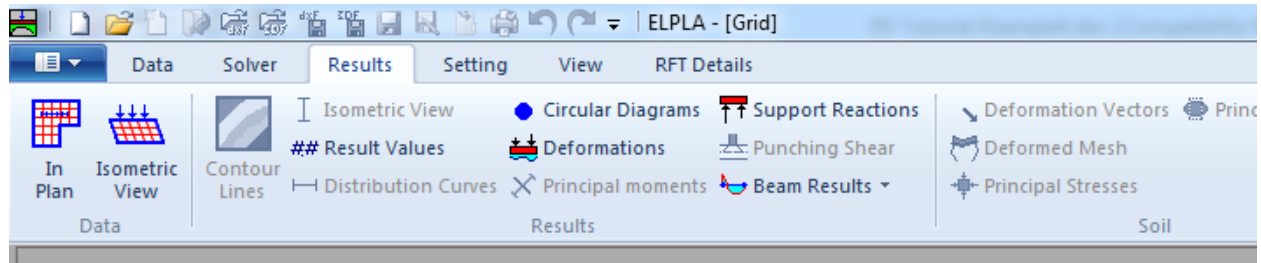 ELPLA - [Grid]
Data Solver Results Setting View RFT Details
Isometric View Circular Diagrams Support Reactions Deformation Vectors Princ
## Result Values Deformations Punching Shear Deformed Mesh
In Plan Isometric View Contour Lines Distribution Curves Principal moments Beam Results Principal Stresses
Data Results Soil